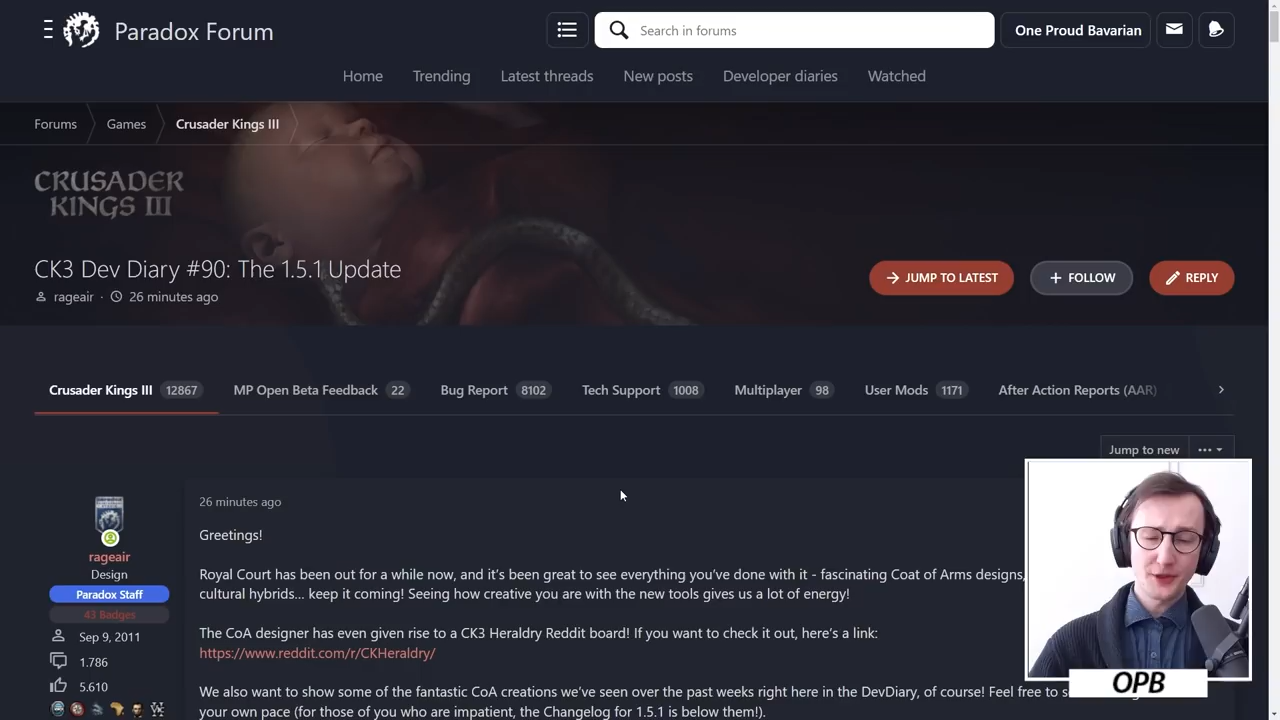 Paradox Forum
Search in forums
One Proud Bavarian
Home Trending Latest threads New posts Developer diaries Watched
Forums Games Crusader Kings III
CRUSADER
KINGS III
CK3 Dev Diary #90: The 1.5.1 Update
rageair · 26 minutes ago
JUMP TO LATEST
FOLLOW
REPLY
Crusader Kings III 12867 MP Open Beta Feedback 22 Bug Report 8102 Tech Support 1008 Multiplayer 98 User Mods 1171 After Action Reports (AAR)
Jump to new
26 minutes ago
Greetings!
rageair
Design
Paradox Staff
43 Badges
Sep 9, 2011
1.786
5.610
Royal Court has been out for a while now, and it's been great to see everything you've done with it - fascinating Coat of Arms designs,
cultural hybrids... keep it coming! Seeing how creative you are with the new tools gives us a lot of energy!
The CoA designer has even given rise to a CK3 Heraldry Reddit board! If you want to check it out, here's a link:
https://www.reddit.com/r/CKHeraldry/
We also want to show some of the fantastic CoA creations we've seen over the past weeks right here in the DevDiary, of course! Feel free to
your own pace (for those of you who are impatient, the Changelog for 1.5.1 is below them!).
OPB